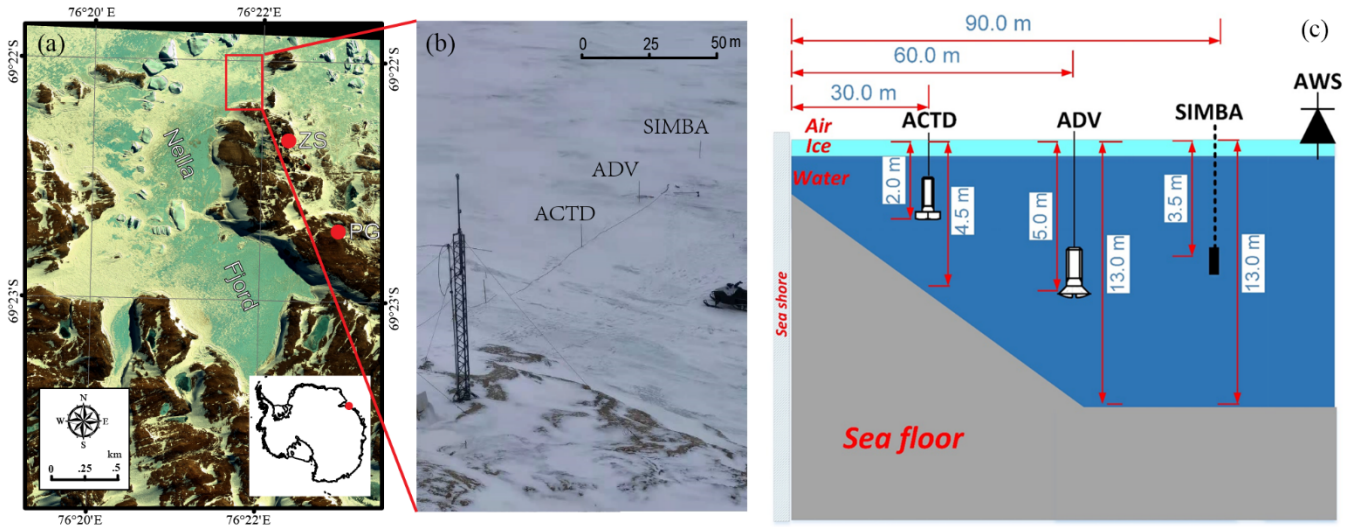 76°20' E
76°22'
(a)
69°22'S
69°22'S
ZS
Nella
PG
Fjord
69°23'S
69°23'S
N
W
E
S
km
0
.25
.5
76°20'
76°22'
(b)
0
25
50 m
SIMBA
ADV
ACTD
(c)
90.0 m
60.0 m
30.0 m
AWS
ACTD
ADV
SIMBA
Air
Ice
Water
2.0 m
4.5 m
5.0 m
13.0 m
3.5 m
13.0 m
Sea shore
Sea floor